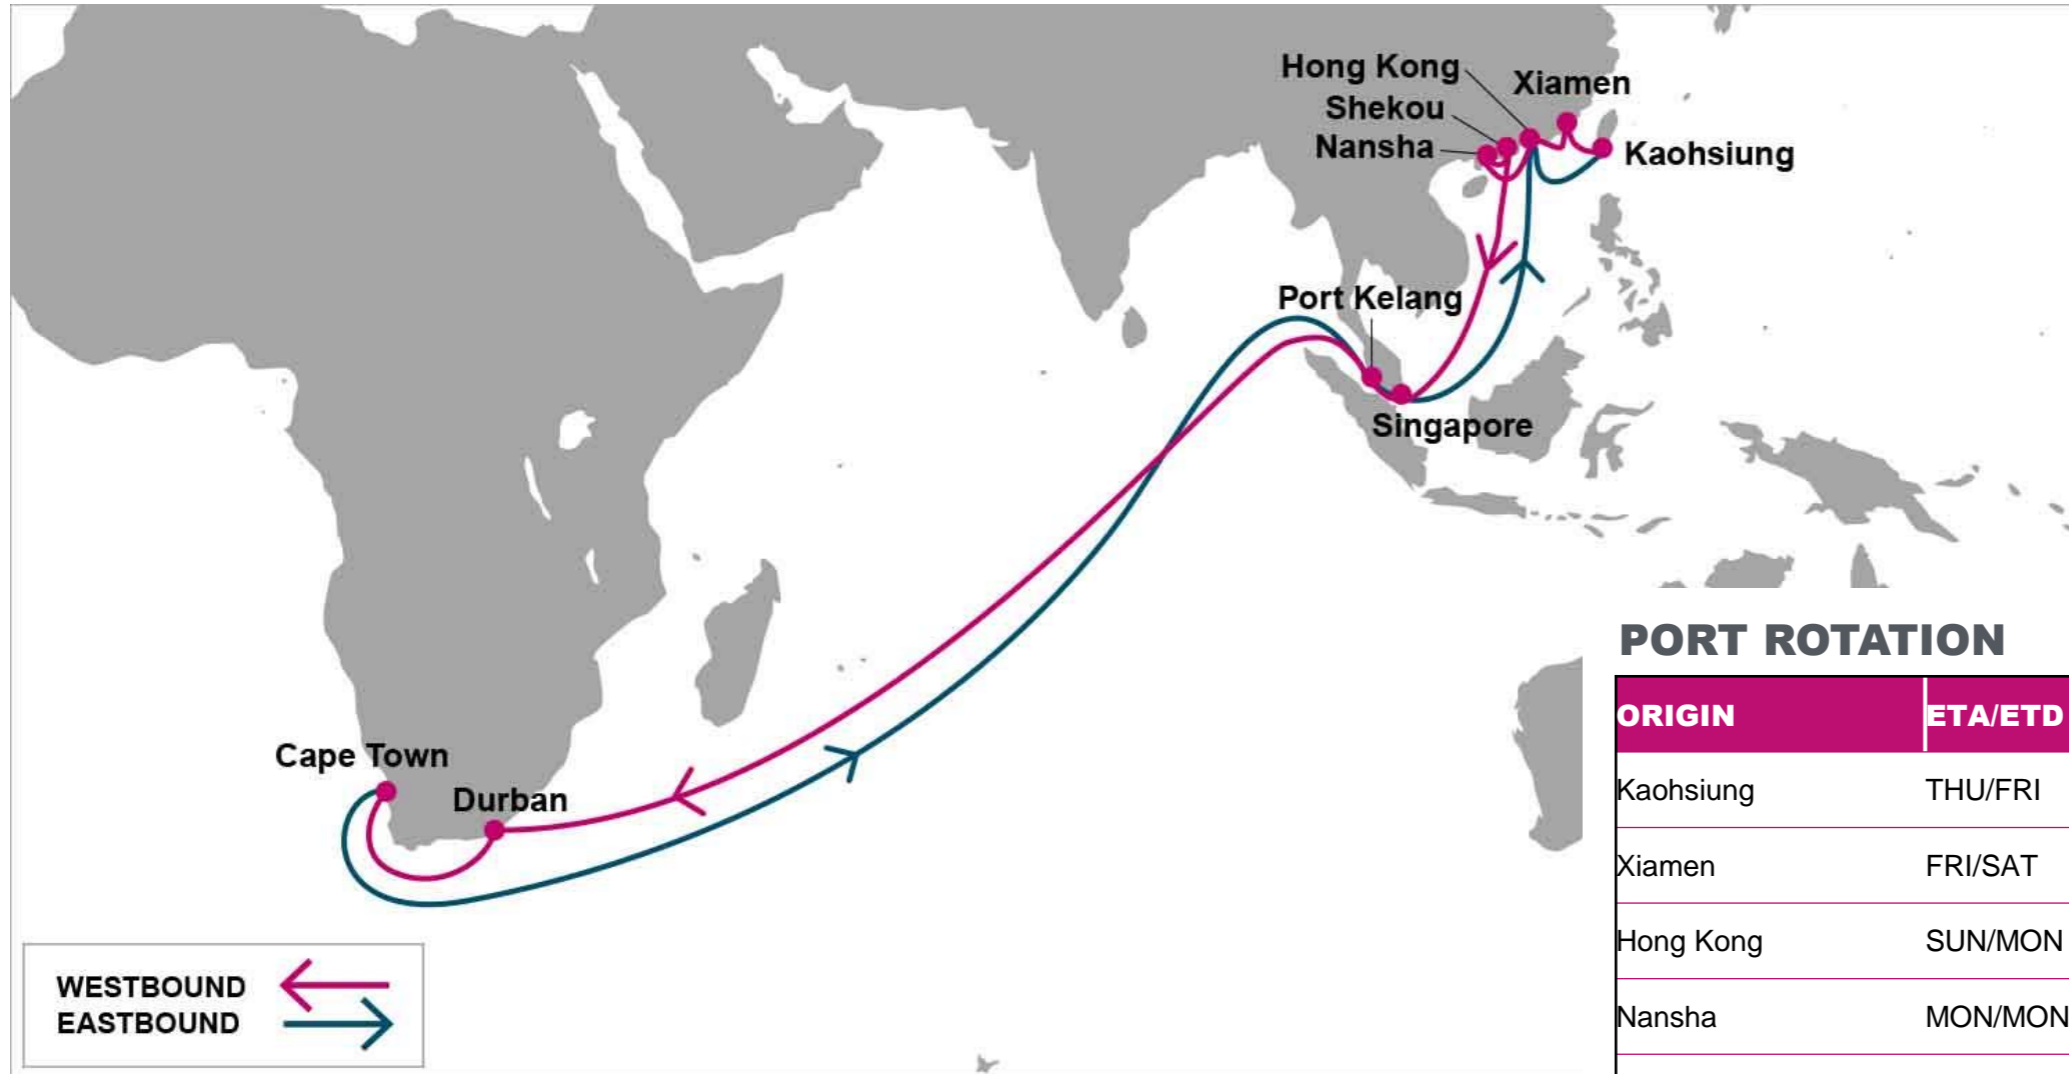 Hong Kong
Xiamen
Shekou
Nansha
Kaohsiung
Port Kelang
Singapore
Cape Town
Durban
WESTBOUND
EASTBOUND
PORT ROTATION
ORIGIN ETA/ETD
Kaohsiung THU/FRI
Xiamen FRI/SAT
Hong Kong SUN/MON
Nansha MON/MON